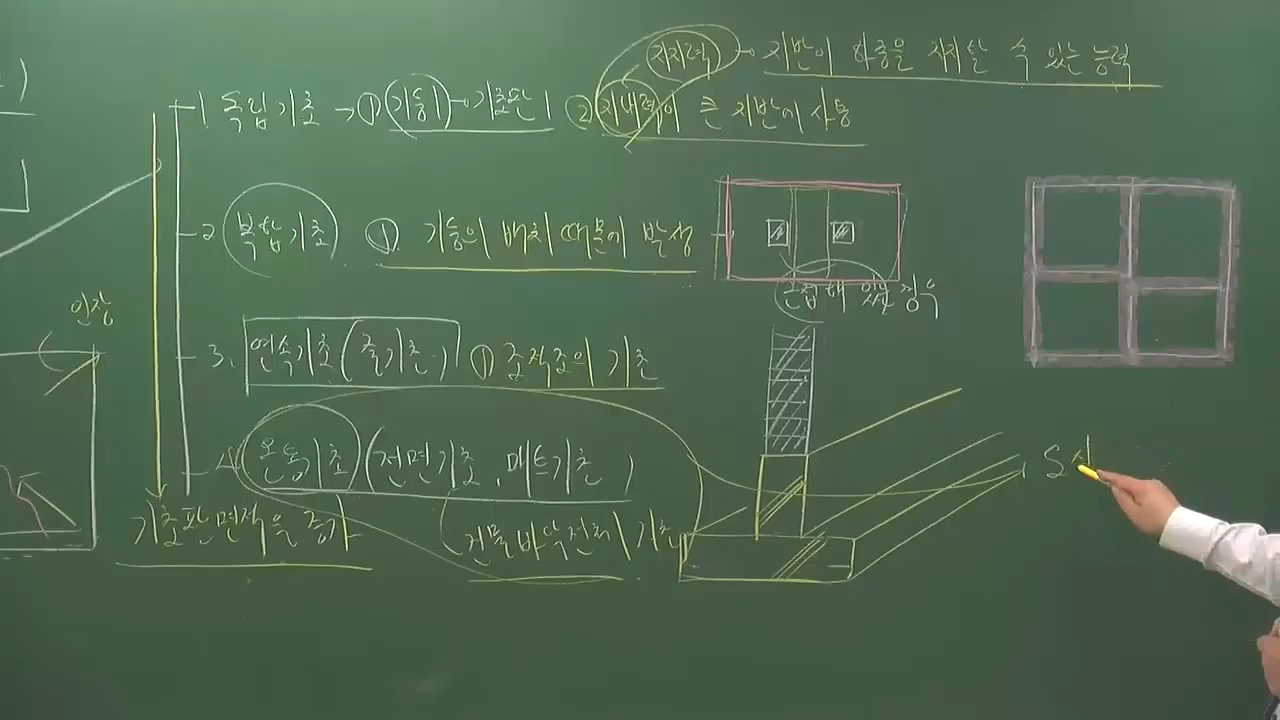 지지력 → 지반이 하중을 지지할 수 있는 능력
1 독립기초 → ① 기둥1 → 기초판1 ② 지내력이 큰 지반에 사용
2 복합기초 ① 기둥의 배치 때문에 발생
근접해 있을 경우
인장
3. 연속기초(줄기초) ① 조적조의 기초
4 온통기초 (전면기초, 매트기초)
기초판 면적을 증가
건물바닥전체 1 기초